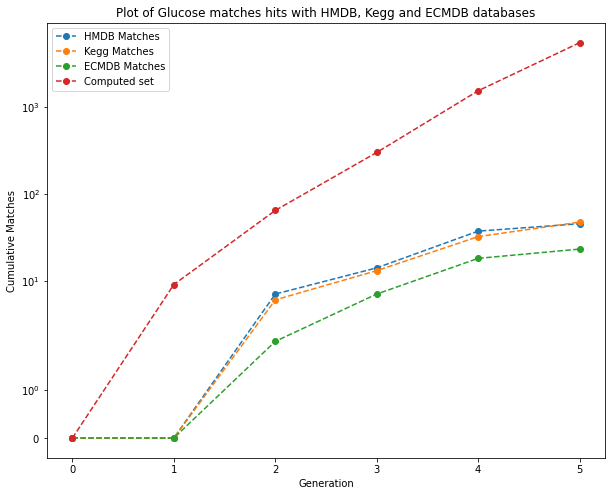 Plot of Glucose matches hits with HMDB, Kegg and ECMDB databases
HMDB Matches
Kegg Matches
ECMDB Matches
Computed set
Cumulative Matches
10³
10²
10¹
10⁰
0
0 1 2 3 4 5
Generation